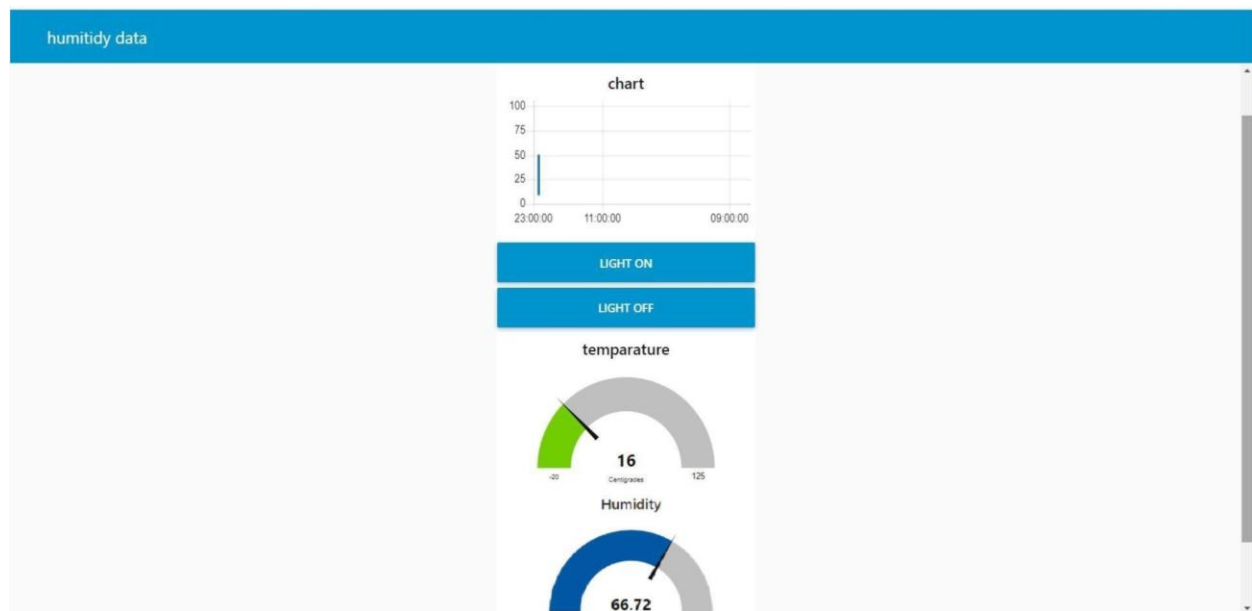 humitidy data
chart
100
75
50
25
0
23:00:00 11:00:00 09:00:00
LIGHT ON
LIGHT OFF
temparature
16
-20 Centigrades 125
Humidity
66.72